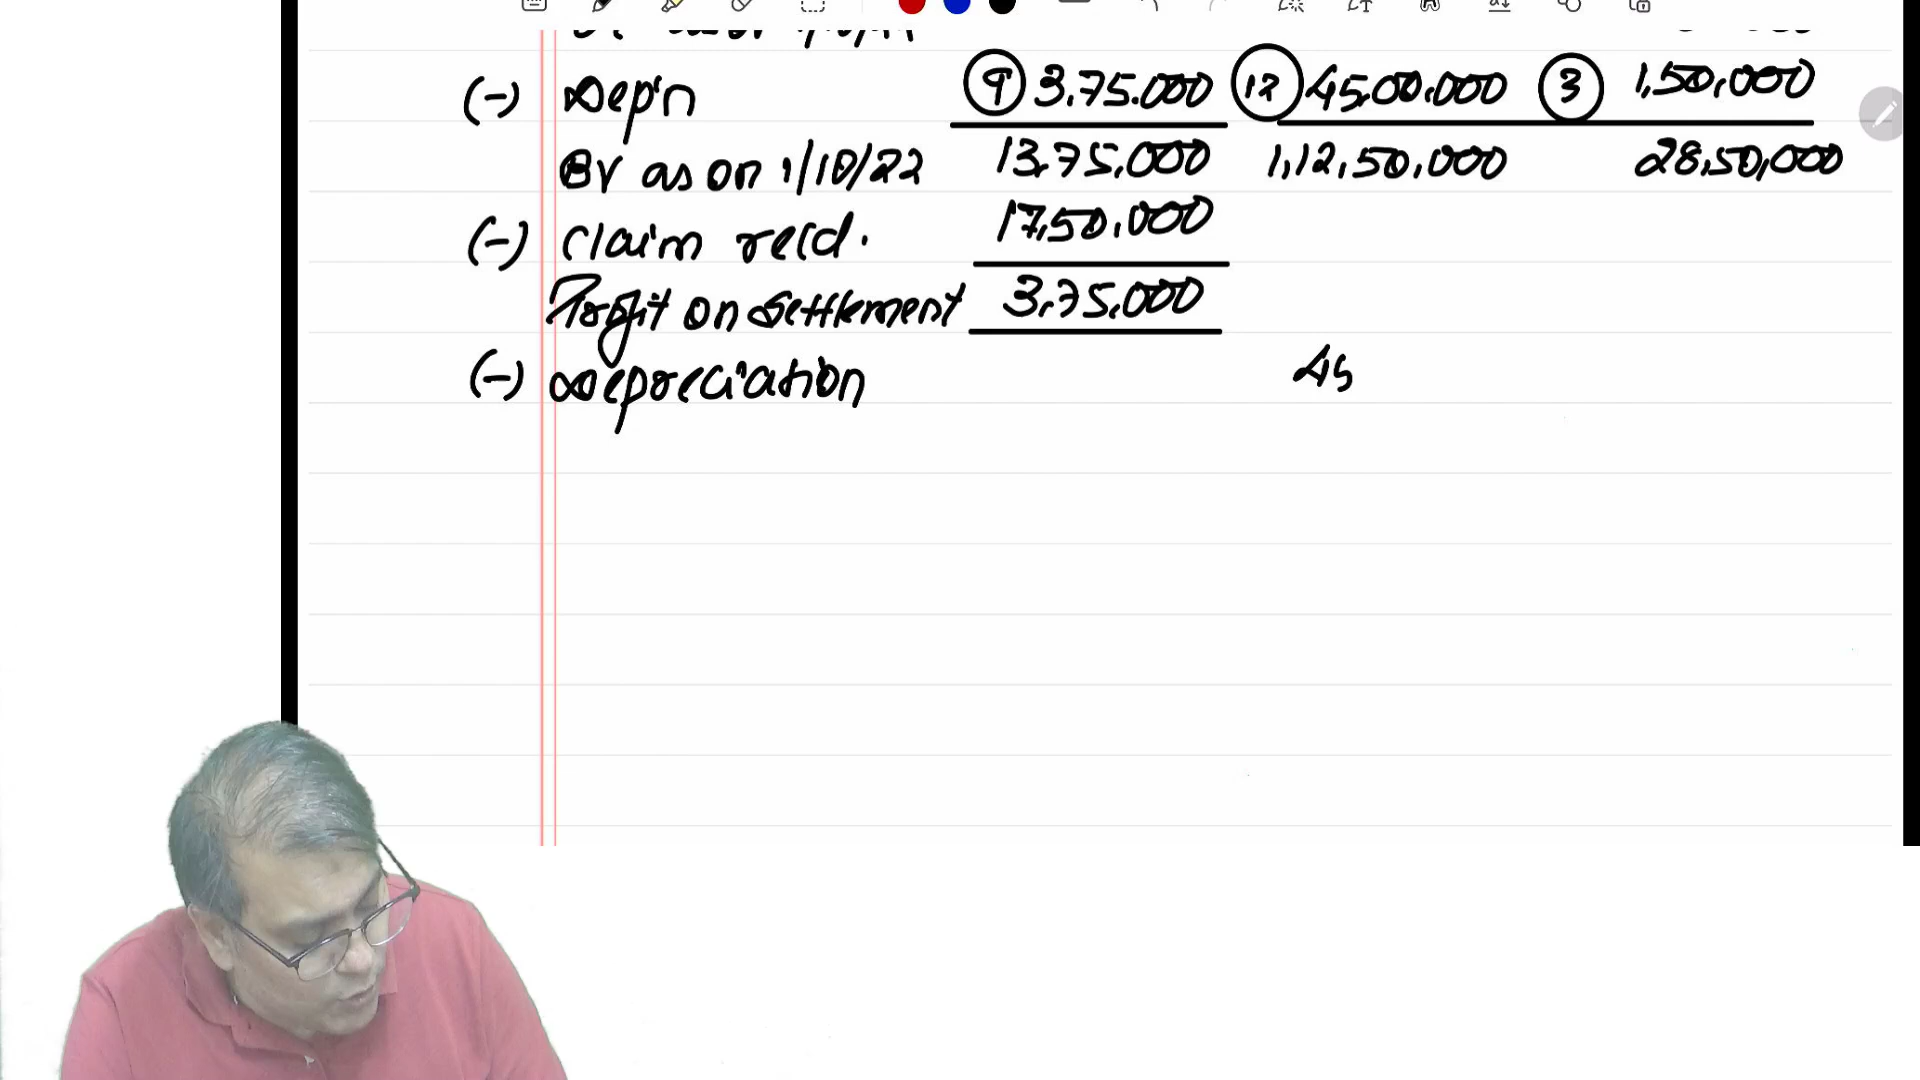 (-) Dep'n (9) 3,75,000 (12) 45,00,000 (3) 1,50,000
BV as on 1/10/22 13,75,000 1,12,50,000 28,50,000
(-) Claim recd. 17,50,000
Profit on Settlement 3,75,000
(-) Depreciation 45